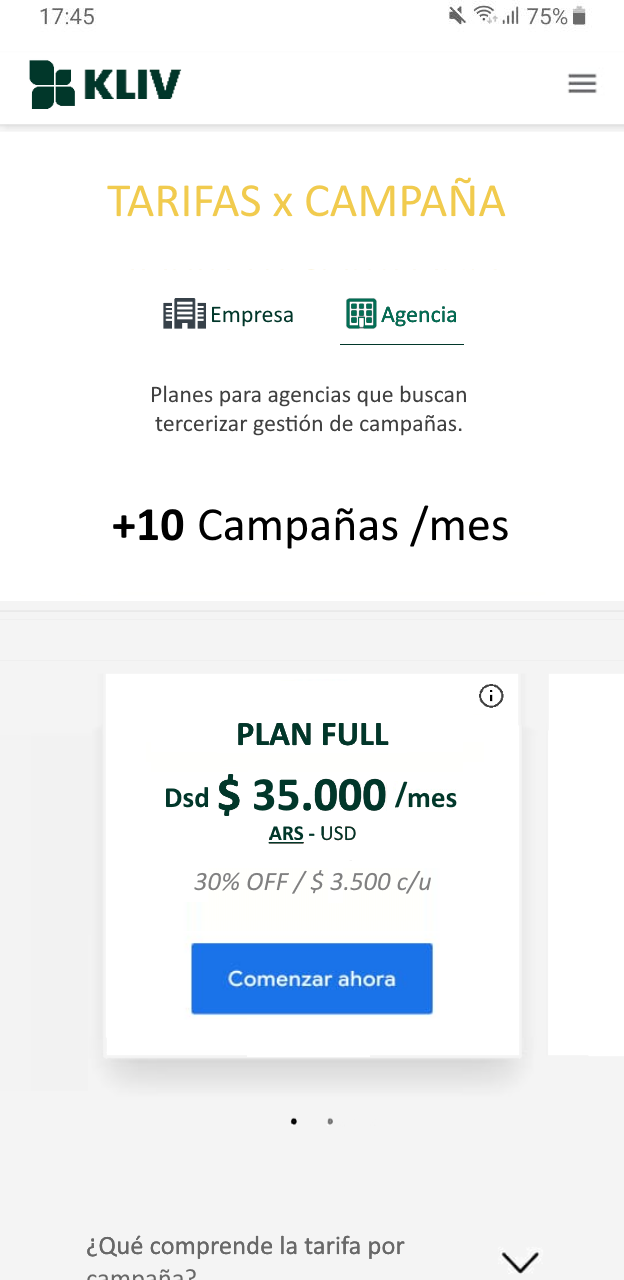 17:45
75%
KLIV
TARIFAS x CAMPAÑA
Empresa
Agencia
Planes para agencias que buscan
tercerizar gestión de campañas.
+10 Campañas /mes
PLAN FULL
Dsd $ 35.000 /mes
ARS - USD
30% OFF / $ 3.500 c/u
Comenzar ahora
¿Qué comprende la tarifa por
campaña?